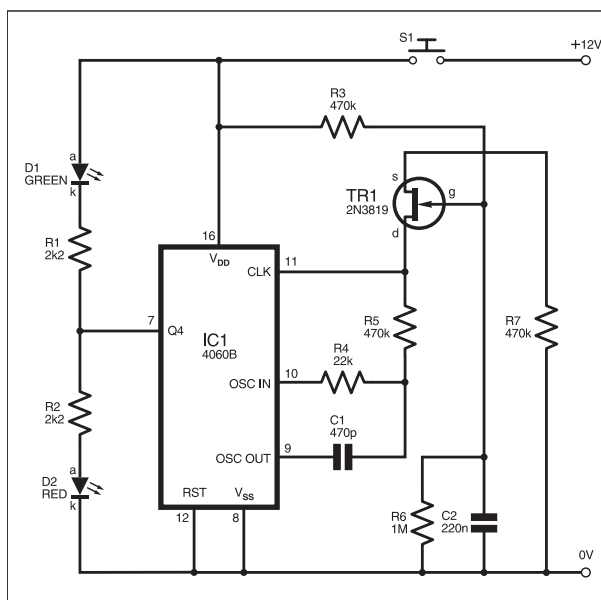 S1
+12V
R3
470k
D1
GREEN
a
k
s
g
d
TR1
2N3819
R1
2k2
16
VDD
11
CLK
7
Q4
IC1
4060B
R5
470k
R7
470k
R4
22k
10
OSC IN
R2
2k2
C1
470p
9
OSC OUT
D2
RED
a
k
RST
VSS
12
8
R6
1M
C2
220n
0V